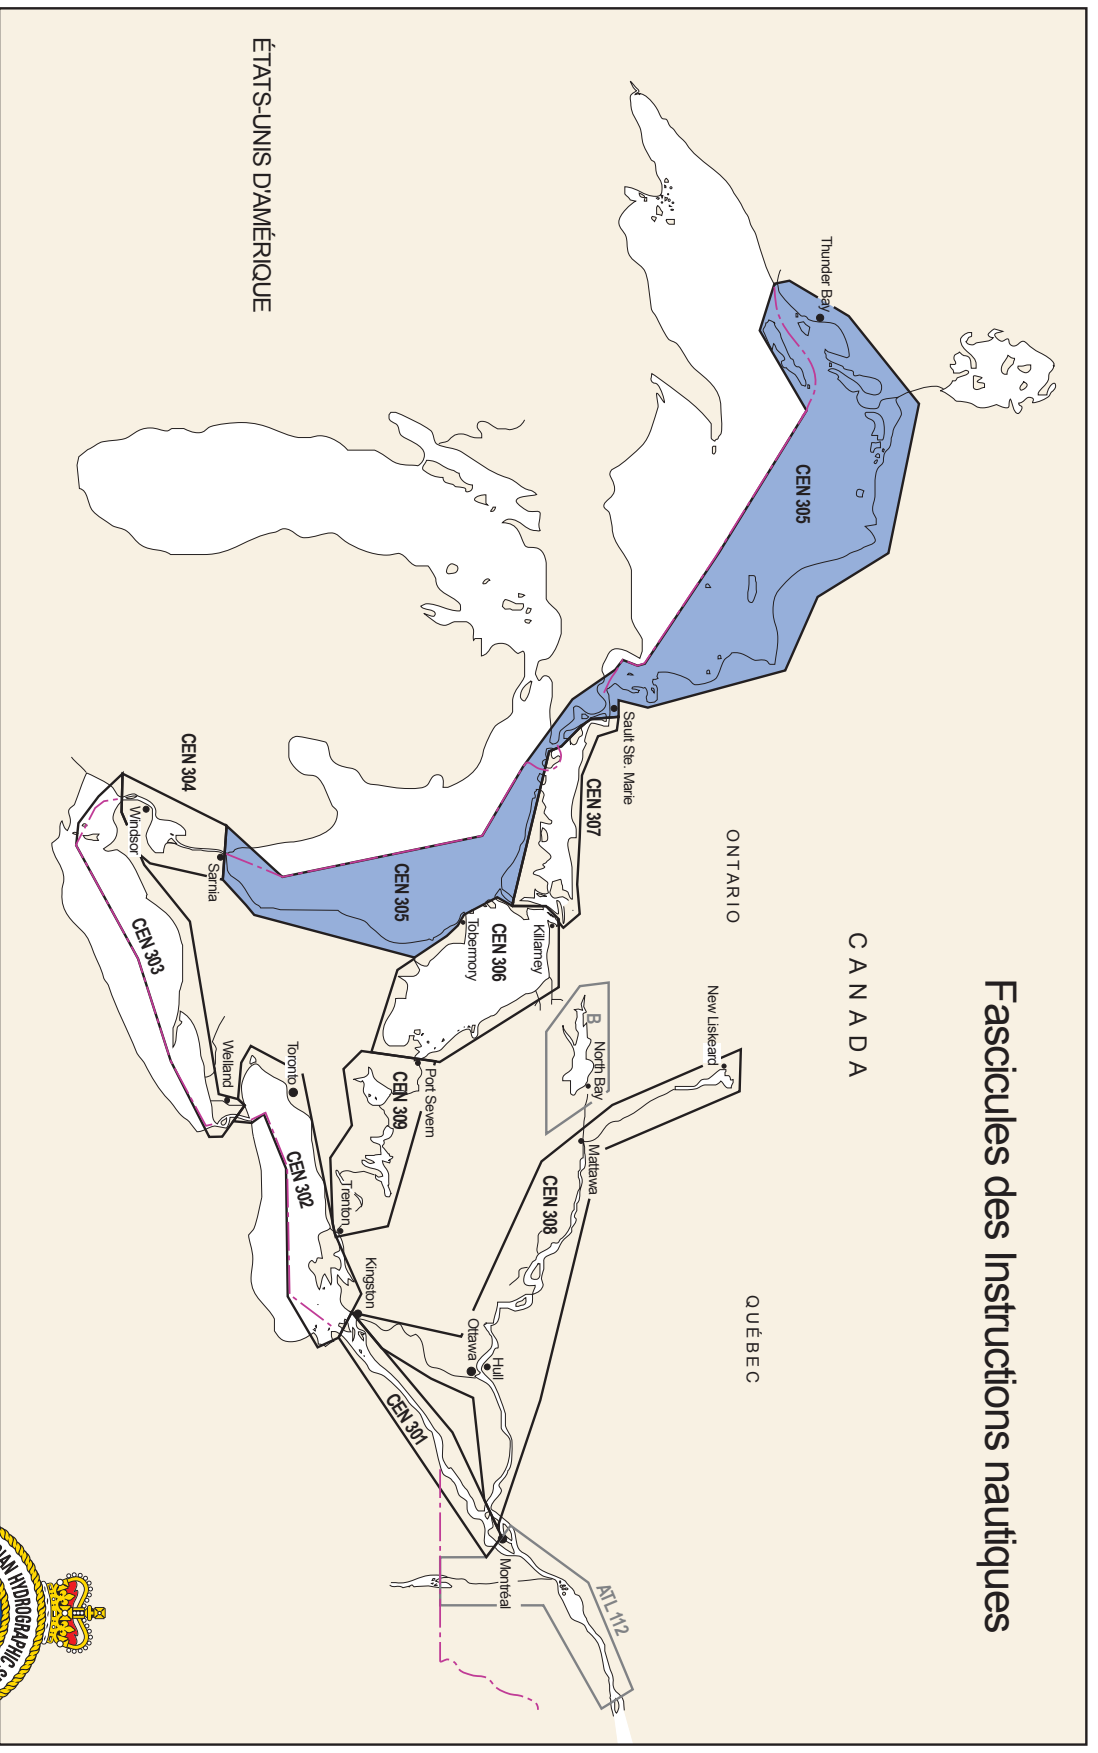 Fascicules des Instructions nautiques
CANADA
ONTARIO
QUÉBEC
ÉTATS-UNIS D'AMÉRIQUE
Thunder Bay
CEN 305
Sault Ste. Marie
CEN 307
New Liskeard
B
North Bay
Mattawa
CEN 308
Killarney
CEN 306
Tobermory
CEN 305
Port Severn
CEN 309
Trenton
Kingston
Ottawa
Hull
CEN 301
Montréal
ATL 112
Toronto
CEN 302
Welland
CEN 303
CEN 304
Windsor
Sarnia
HYDROGRAPHIC